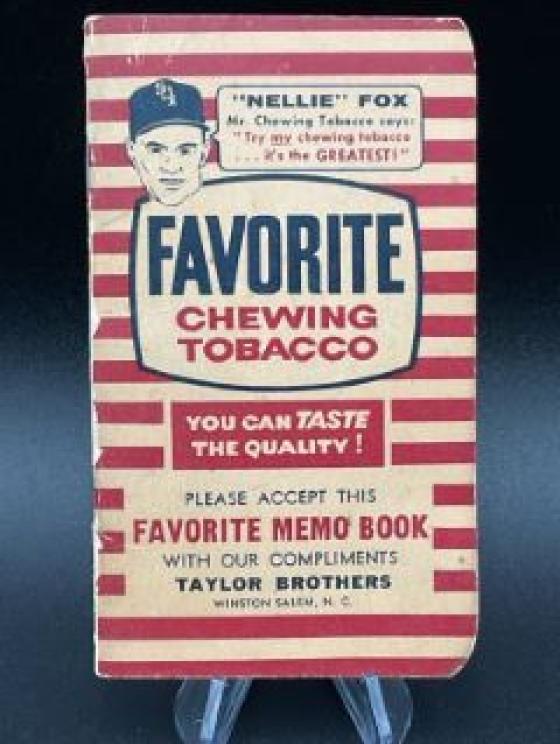 "NELLIE" FOX
Mr. Chewing Tobacco says:
"Try my chewing tobacco
... it's the GREATEST!"
FAVORITE
CHEWING
TOBACCO
YOU CAN TASTE
THE QUALITY!
PLEASE ACCEPT THIS
FAVORITE MEMO BOOK
WITH OUR COMPLIMENTS
TAYLOR BROTHERS
WINSTON SALEM, N. C.